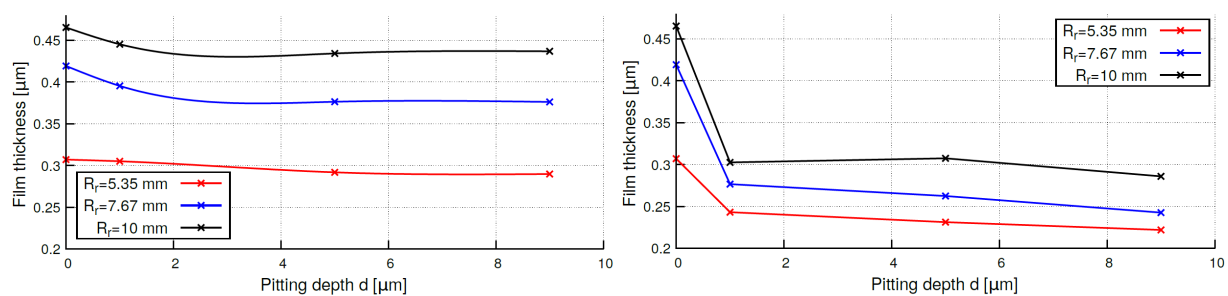 0.45
0.4
0.35
0.3
0.25
0.2
Film thickness [μm]
Rr=5.35 mm
Rr=7.67 mm
Rr=10 mm
0 2 4 6 8 10
Pitting depth d [μm]
0.45
0.4
0.35
0.3
0.25
0.2
Film thickness [μm]
Rr=5.35 mm
Rr=7.67 mm
Rr=10 mm
0 2 4 6 8 10
Pitting depth d [μm]